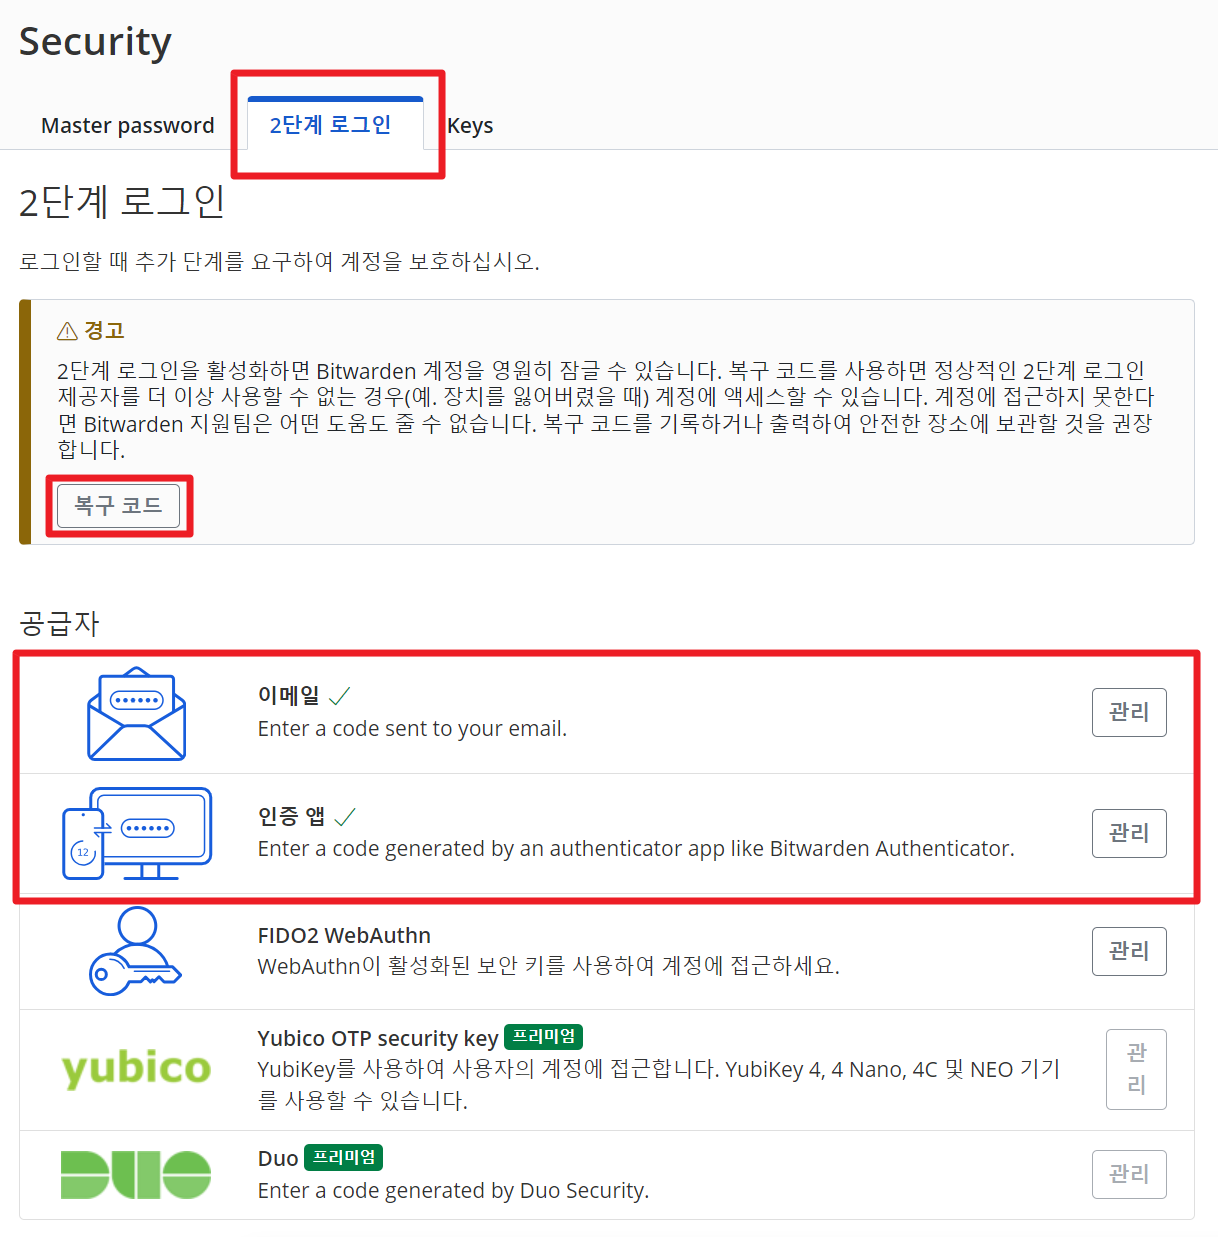 Security
Master password
2단계 로그인
Keys
2단계 로그인
로그인할 때 추가 단계를 요구하여 계정을 보호하십시오.
경고
2단계 로그인을 활성화하면 Bitwarden 계정을 영원히 잠글 수 있습니다. 복구 코드를 사용하면 정상적인 2단계 로그인
제공자를 더 이상 사용할 수 없는 경우(예. 장치를 잃어버렸을 때) 계정에 액세스할 수 있습니다. 계정에 접근하지 못한다
면 Bitwarden 지원팀은 어떤 도움도 줄 수 없습니다. 복구 코드를 기록하거나 출력하여 안전한 장소에 보관할 것을 권장
합니다.
복구 코드
공급자
이메일
Enter a code sent to your email.
관리
12
인증 앱
Enter a code generated by an authenticator app like Bitwarden Authenticator.
관리
FIDO2 WebAuthn
WebAuthn이 활성화된 보안 키를 사용하여 계정에 접근하세요.
관리
yubico
Yubico OTP security key 프리미엄
YubiKey를 사용하여 사용자의 계정에 접근합니다. YubiKey 4, 4 Nano, 4C 및 NEO 기기
를 사용할 수 있습니다.
관
리
DUO
Duo 프리미엄
Enter a code generated by Duo Security.
관리